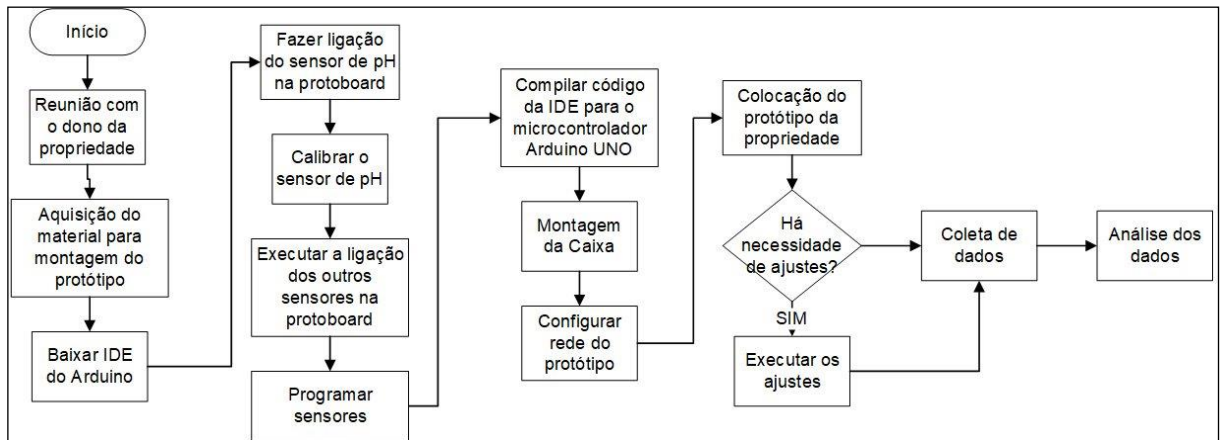 Início
Reunião com
o dono da
propriedade
Aquisição do
material para
montagem do
protótipo
Baixar IDE
do Arduino
Fazer ligação
do sensor de pH
na protoboard
Calibrar o
sensor de pH
Executar a ligação
dos outros
sensores na
protoboard
Programar
sensores
Compilar código
da IDE para o
microcontrolador
Arduino UNO
Montagem
da Caixa
Configurar
rede do
protótipo
Colocação do
protótipo da
propriedade
Há
necessidade
de ajustes?
SIM
Executar os
ajustes
Coleta de
dados
Análise dos
dados